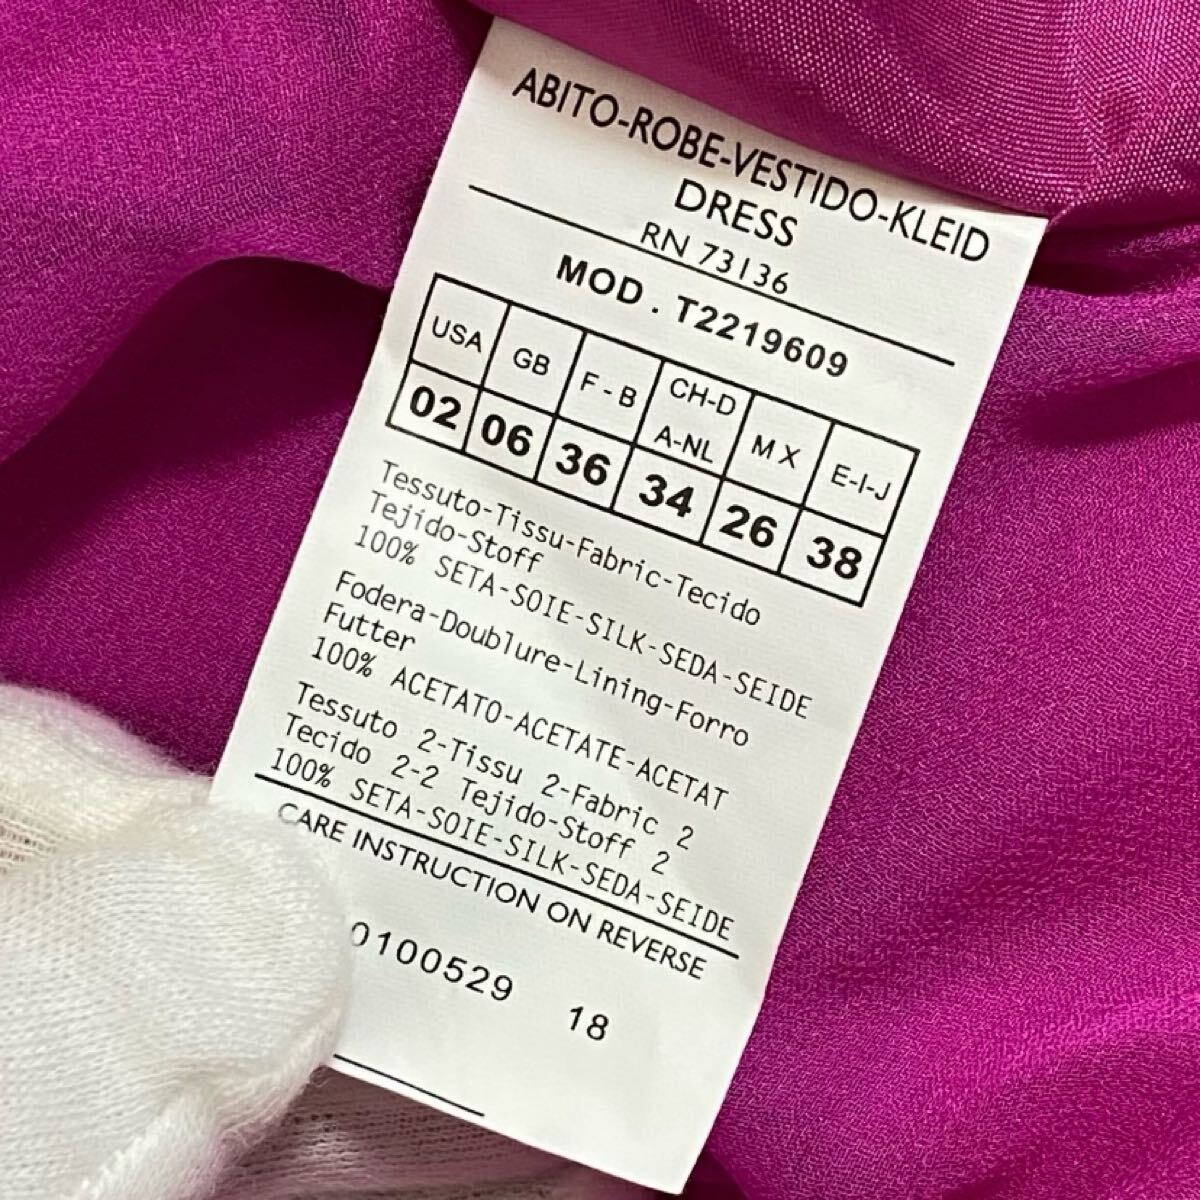 ABITO-ROBE-VESTIDO-KLEID
DRESS
RN 73136
MOD. T2219609
USA GB F-B CH-D A-NL MX E-I-J
02 06 36 34 26 38
Tessuto-Tissu-Fabric-Tecido
Tejido-Stoff
100% SETA-SOIE-SILK-SEDA-SEIDE
Fodera-Doublure-Lining-Forro
Futter
100% ACETATO-ACETATE-ACETAT
Tessuto 2-Tissu 2-Fabric 2
Tecido 2-2 Tejido-Stoff 2
100% SETA-SOIE-SILK-SEDA-SEIDE
CARE INSTRUCTION ON REVERSE
0100529 18